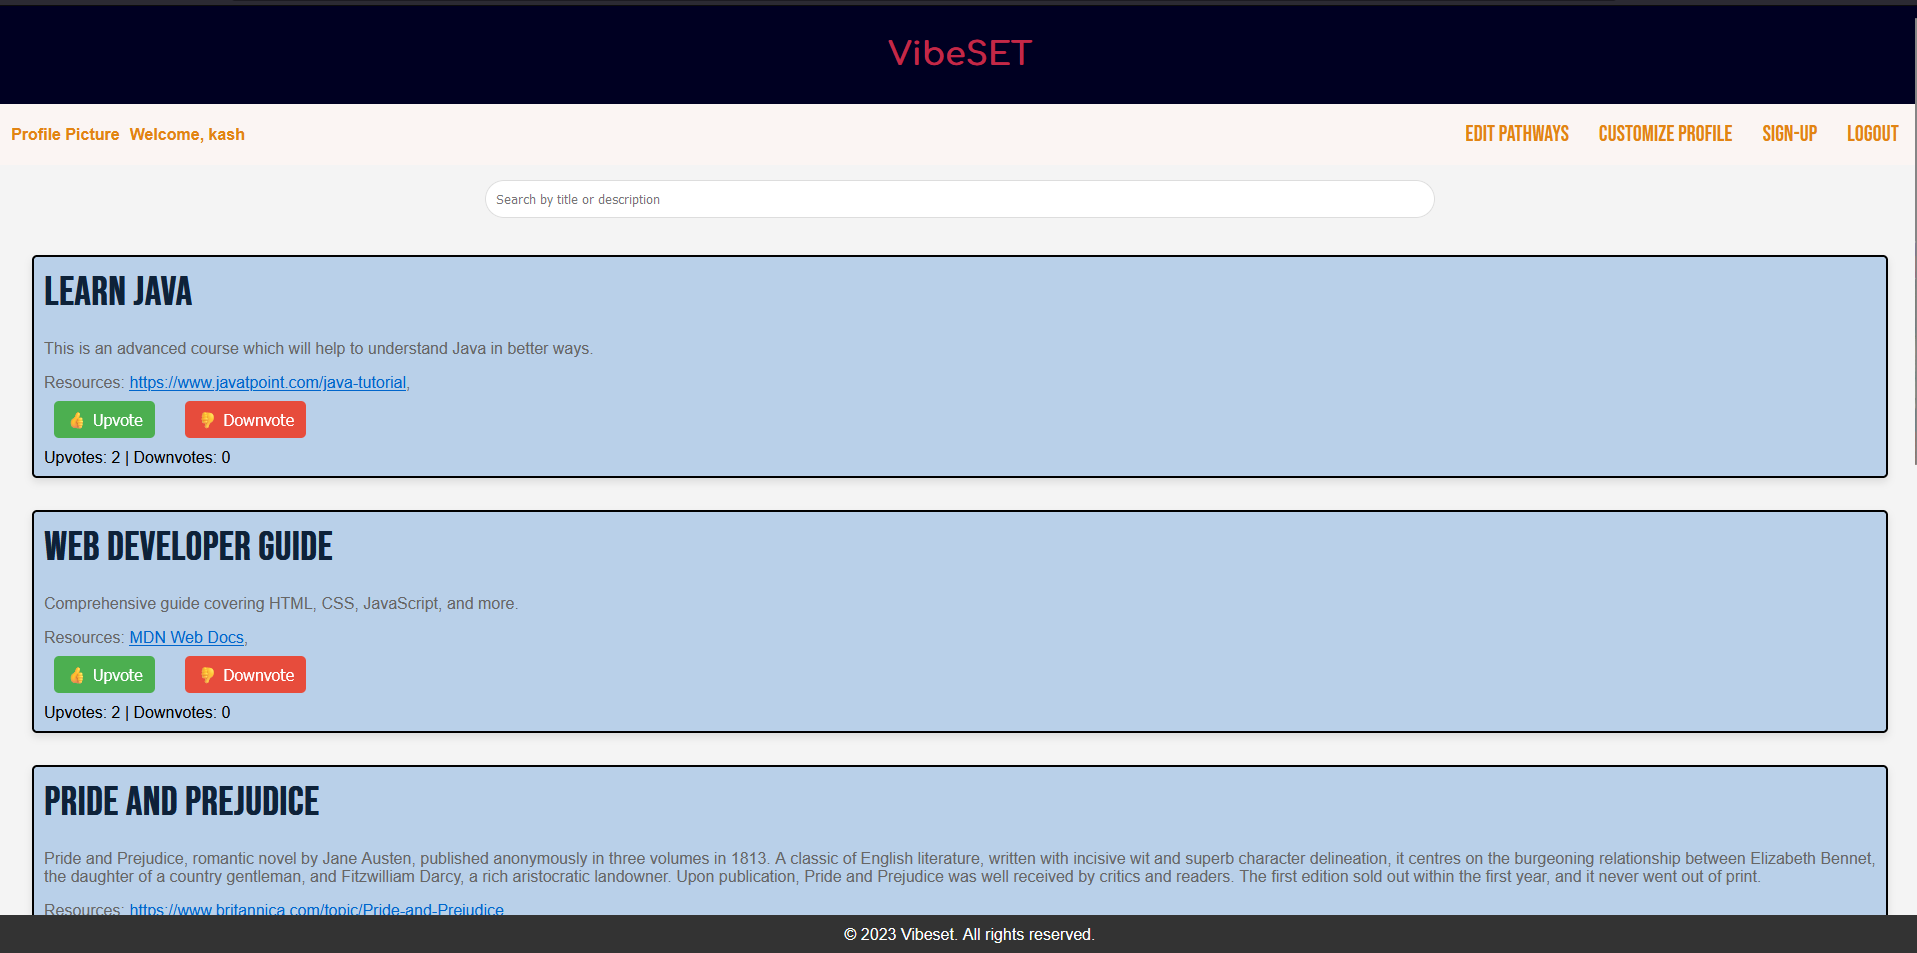 VibeSET
Profile Picture Welcome, kash
EDIT PATHWAYS CUSTOMIZE PROFILE SIGN-UP LOGOUT
Search by title or description
LEARN JAVA
This is an advanced course which will help to understand Java in better ways.
Resources: https://www.javatpoint.com/java-tutorial,
👍 Upvote 👎 Downvote
Upvotes: 2 | Downvotes: 0
WEB DEVELOPER GUIDE
Comprehensive guide covering HTML, CSS, JavaScript, and more.
Resources: MDN Web Docs,
👍 Upvote 👎 Downvote
Upvotes: 2 | Downvotes: 0
PRIDE AND PREJUDICE
Pride and Prejudice, romantic novel by Jane Austen, published anonymously in three volumes in 1813. A classic of English literature, written with incisive wit and superb character delineation, it centres on the burgeoning relationship between Elizabeth Bennet,
the daughter of a country gentleman, and Fitzwilliam Darcy, a rich aristocratic landowner. Upon publication, Pride and Prejudice was well received by critics and readers. The first edition sold out within the first year, and it never went out of print.
Resources: https://www.britannica.com/topic/Pride-and-Prejudice
© 2023 Vibeset. All rights reserved.